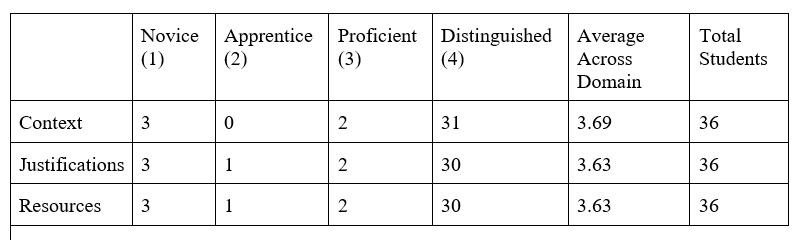 Novice (1) Apprentice (2) Proficient (3) Distinguished (4) Average Across Domain Total Students
Context 3 0 2 31 3.69 36
Justifications 3 1 2 30 3.63 36
Resources 3 1 2 30 3.63 36